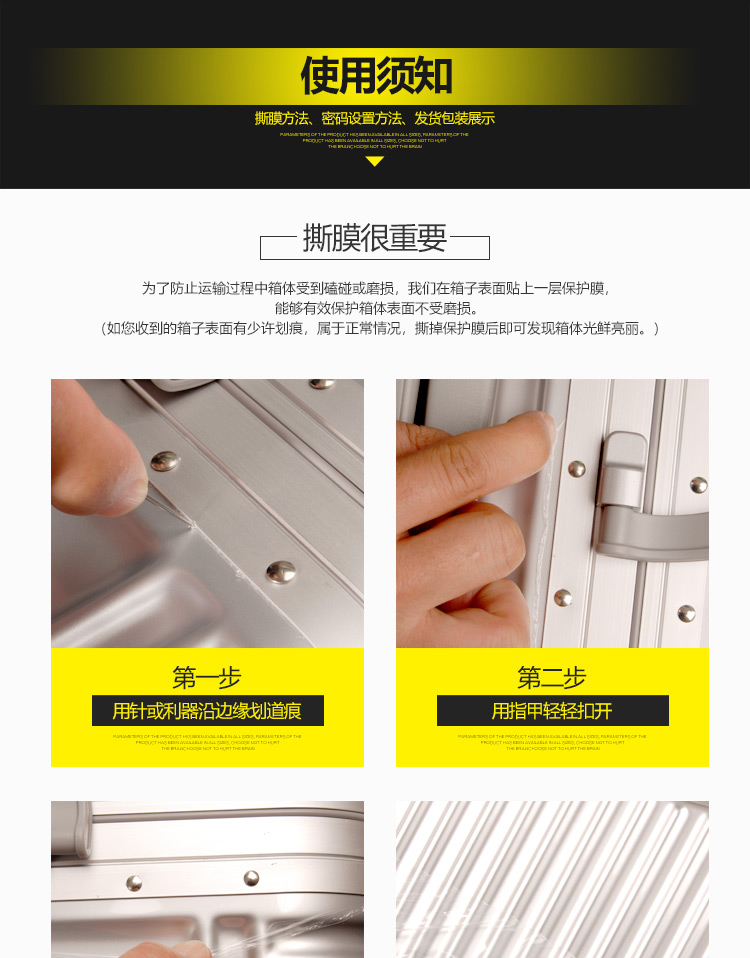 使用须知
撕膜方法、密码设置方法、发货包装展示
PARAMETERS OF THE PRODUCT HAS BEEN AVAILABLE IN ALL SIZES, PARAMETERS OF THE
PRODUCT HAS BEEN AVAILABLE IN ALL SIZES, CHOOSE NOT TO HURT
THE BRAIN,CHOOSE NOT TO HURT THE BRAIN
撕膜很重要
为了防止运输过程中箱体受到磕碰或磨损，我们在箱子表面贴上一层保护膜，
能够有效保护箱体表面不受磨损。
（如您收到的箱子表面有少许划痕，属于正常情况，撕掉保护膜后即可发现箱体光鲜亮丽。）
第一步
用针或利器沿边缘划道痕
PARAMETERS OF THE PRODUCT HAS BEEN AVAILABLE IN ALL SIZES, PARAMETERS OF THE
PRODUCT HAS BEEN AVAILABLE IN ALL SIZES, CHOOSE NOT TO HURT
THE BRAIN,CHOOSE NOT TO HURT THE BRAIN
第二步
用指甲轻轻扣开
PARAMETERS OF THE PRODUCT HAS BEEN AVAILABLE IN ALL SIZES, PARAMETERS OF THE
PRODUCT HAS BEEN AVAILABLE IN ALL SIZES, CHOOSE NOT TO HURT
THE BRAIN,CHOOSE NOT TO HURT THE BRAIN